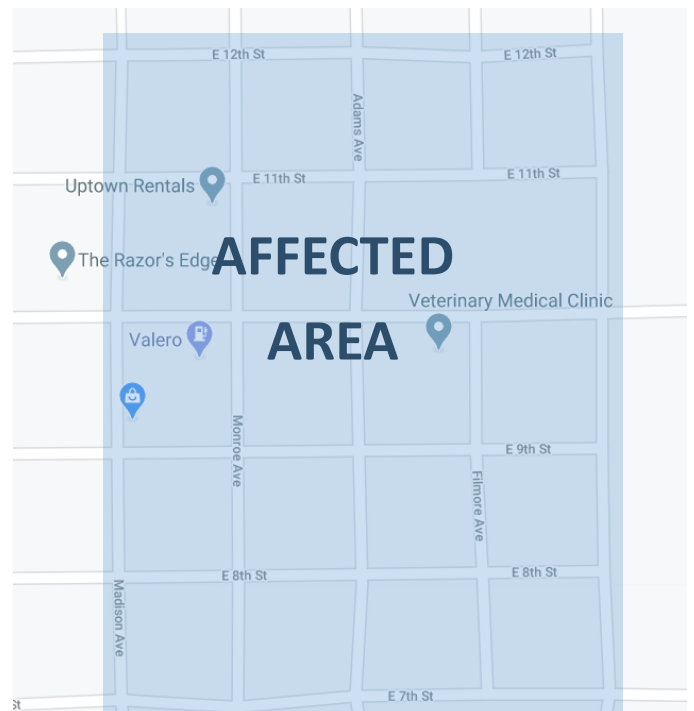 E 12th St
E 12th St
Adams Ave
E 11th St
E 11th St
Uptown Rentals
AFFECTED
The Razor's Edge
Veterinary Medical Clinic
AREA
Valero
Monroe Ave
E 9th St
Filmore Ave
E 8th St
E 8th St
Madison Ave
E 7th St
St